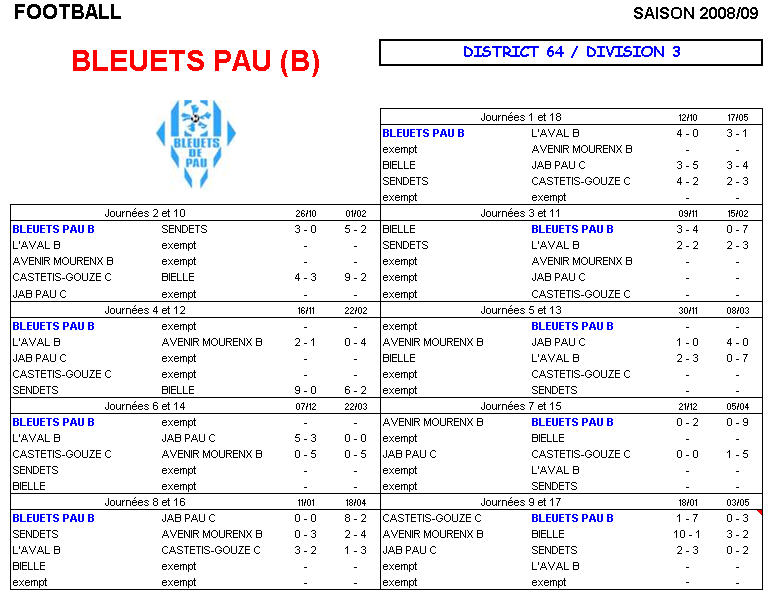 FOOTBALL
SAISON 2008/09
BLEUETS PAU (B)
DISTRICT 64 / DIVISION 3
BLEUETS
DE
PAU
Journées 1 et 18 12/10 17/05
BLEUETS PAU B L'AVAL B 4 - 0 3 - 1
exempt AVENIR MOURENX B - -
BIELLE JAB PAU C 3 - 5 3 - 4
SENDETS CASTETIS-GOUZE C 4 - 2 2 - 3
exempt exempt - -
Journées 2 et 10 26/10 01/02
BLEUETS PAU B SENDETS 3 - 0 5 - 2
L'AVAL B exempt - -
AVENIR MOURENX B exempt - -
CASTETIS-GOUZE C BIELLE 4 - 3 9 - 2
JAB PAU C exempt - -
Journées 3 et 11 09/11 15/02
BIELLE BLEUETS PAU B 3 - 4 0 - 7
SENDETS L'AVAL B 2 - 2 2 - 3
exempt AVENIR MOURENX B - -
exempt JAB PAU C - -
exempt CASTETIS-GOUZE C - -
Journées 4 et 12 16/11 22/02
BLEUETS PAU B exempt - -
L'AVAL B AVENIR MOURENX B 2 - 1 0 - 4
JAB PAU C exempt - -
CASTETIS-GOUZE C exempt - -
SENDETS BIELLE 9 - 0 6 - 2
Journées 5 et 13 30/11 08/03
exempt BLEUETS PAU B - -
AVENIR MOURENX B JAB PAU C 1 - 0 4 - 0
BIELLE L'AVAL B 2 - 3 0 - 7
exempt CASTETIS-GOUZE C - -
exempt SENDETS - -
Journées 6 et 14 07/12 22/03
BLEUETS PAU B exempt - -
L'AVAL B JAB PAU C 5 - 3 0 - 0
CASTETIS-GOUZE C AVENIR MOURENX B 0 - 5 0 - 5
SENDETS exempt - -
BIELLE exempt - -
Journées 7 et 15 21/12 05/04
AVENIR MOURENX B BLEUETS PAU B 0 - 2 0 - 9
exempt BIELLE - -
JAB PAU C CASTETIS-GOUZE C 0 - 0 1 - 5
exempt L'AVAL B - -
exempt SENDETS - -
Journées 8 et 16 11/01 18/04
BLEUETS PAU B JAB PAU C 0 - 0 8 - 2
SENDETS AVENIR MOURENX B 0 - 3 2 - 4
L'AVAL B CASTETIS-GOUZE C 3 - 2 1 - 3
BIELLE exempt - -
exempt exempt - -
Journées 9 et 17 18/01 03/05
CASTETIS-GOUZE C BLEUETS PAU B 1 - 7 0 - 3
AVENIR MOURENX B BIELLE 10 - 1 3 - 2
JAB PAU C SENDETS 2 - 3 0 - 3
exempt L'AVAL B - -
exempt exempt - -